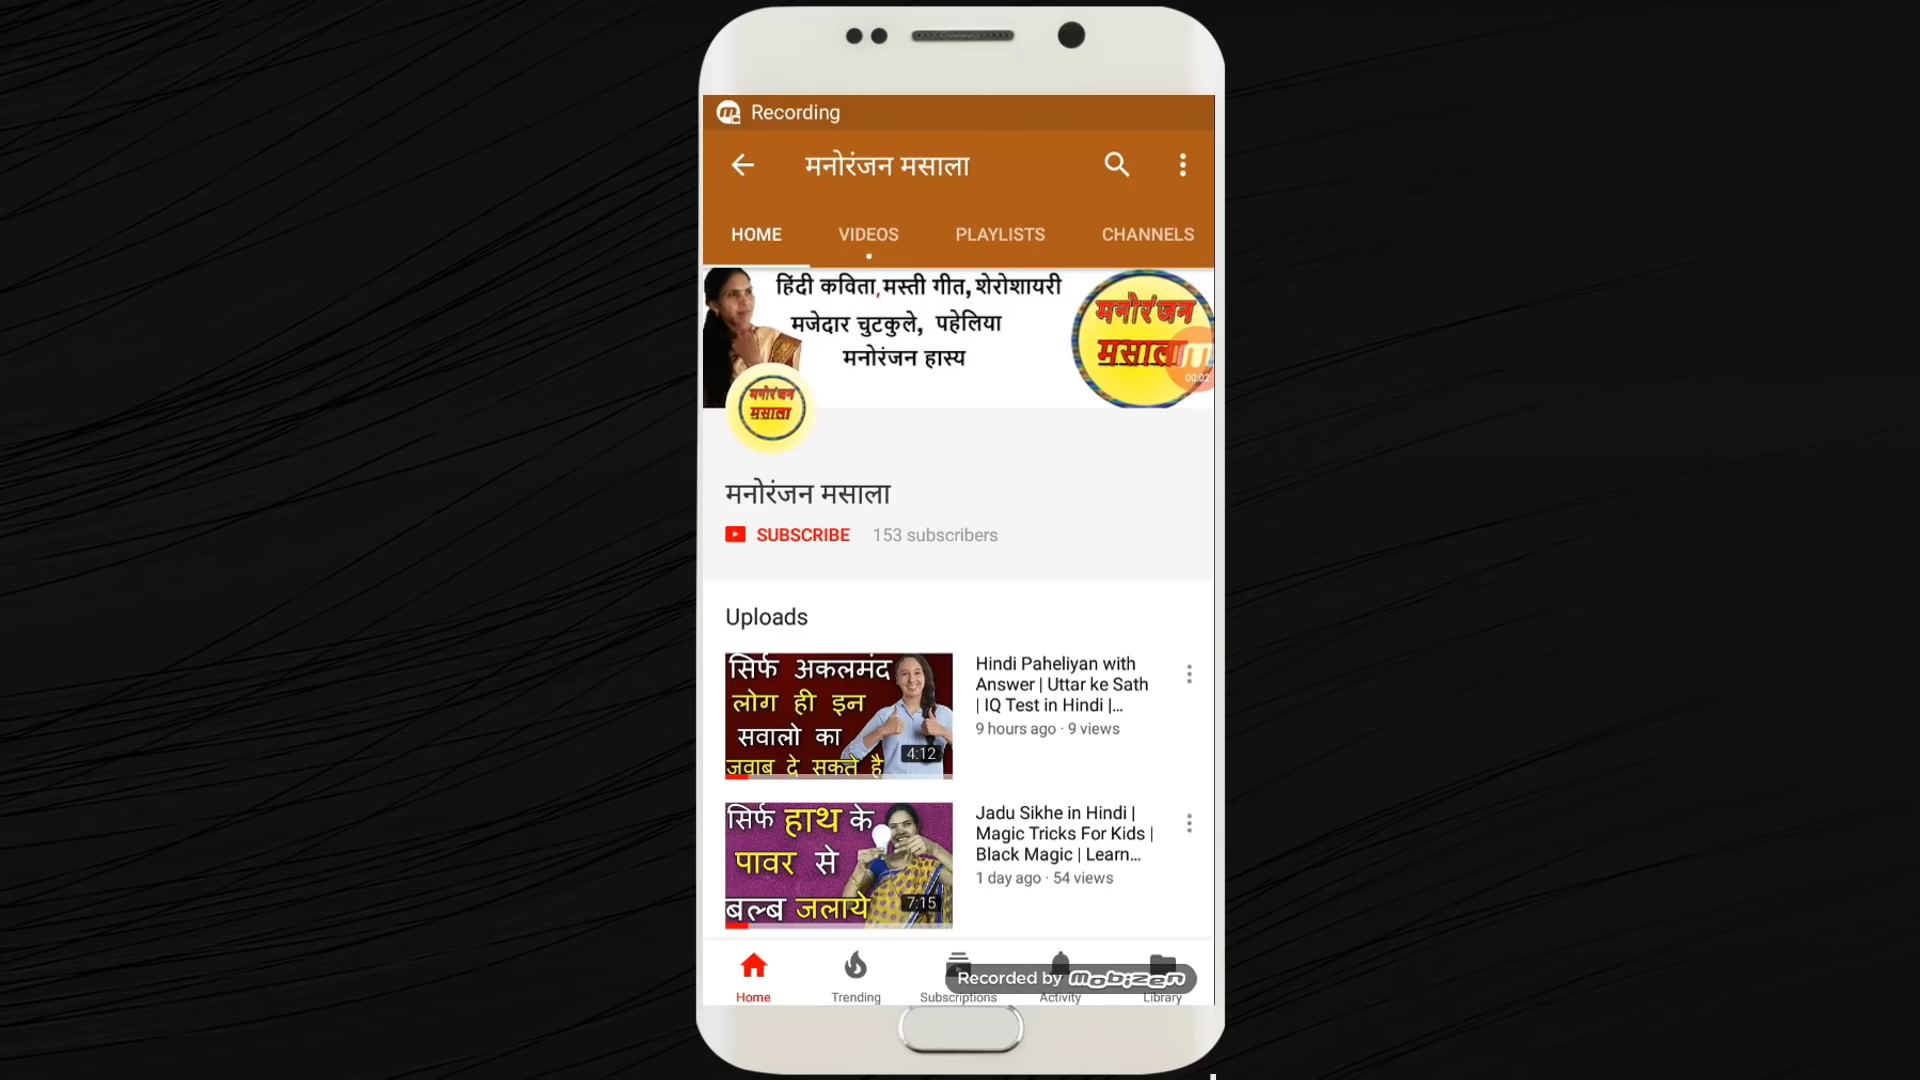 Recording
मनोरंजन मसाला
HOME VIDEOS PLAYLISTS CHANNELS
हिंदी कविता, मस्ती गीत, शेरोशायरी
मजेदार चुटकुले, पहेलिया
मनोरंजन हास्य
मनोरंजन
मसाला
00:02
मनोरंजन
मसाला
मनोरंजन मसाला
SUBSCRIBE 153 subscribers
Uploads
सिर्फ अकलमंद
लोग ही इन
सवालो का
जवाब दे सकते है
4:12
Hindi Paheliyan with
Answer | Uttar ke Sath
| IQ Test in Hindi |...
9 hours ago · 9 views
सिर्फ हाथ के
पावर से
बल्ब जलाये
7:15
Jadu Sikhe in Hindi |
Magic Tricks For Kids |
Black Magic | Learn...
1 day ago · 54 views
Recorded by Mobizen
Home Trending Subscriptions Activity Library